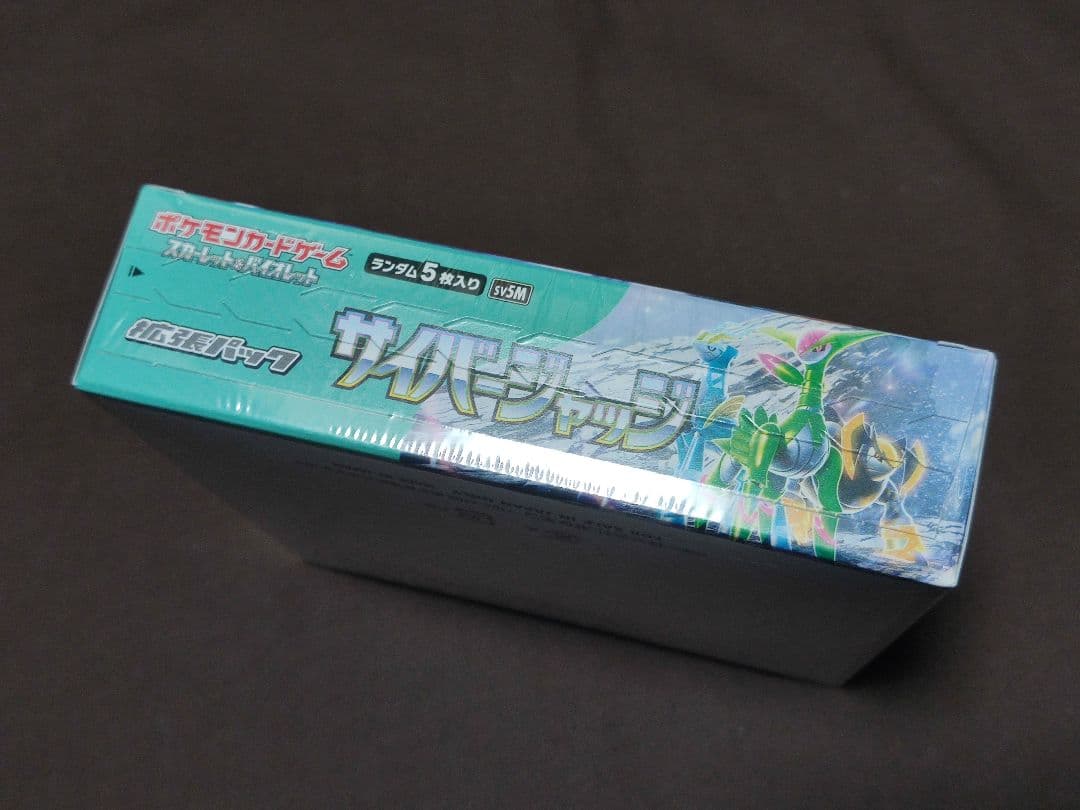 ポケモンカードゲーム
スカーレット&バイオレット
ランダム5枚入り
SV5M
拡張パック
サイバージャッジ